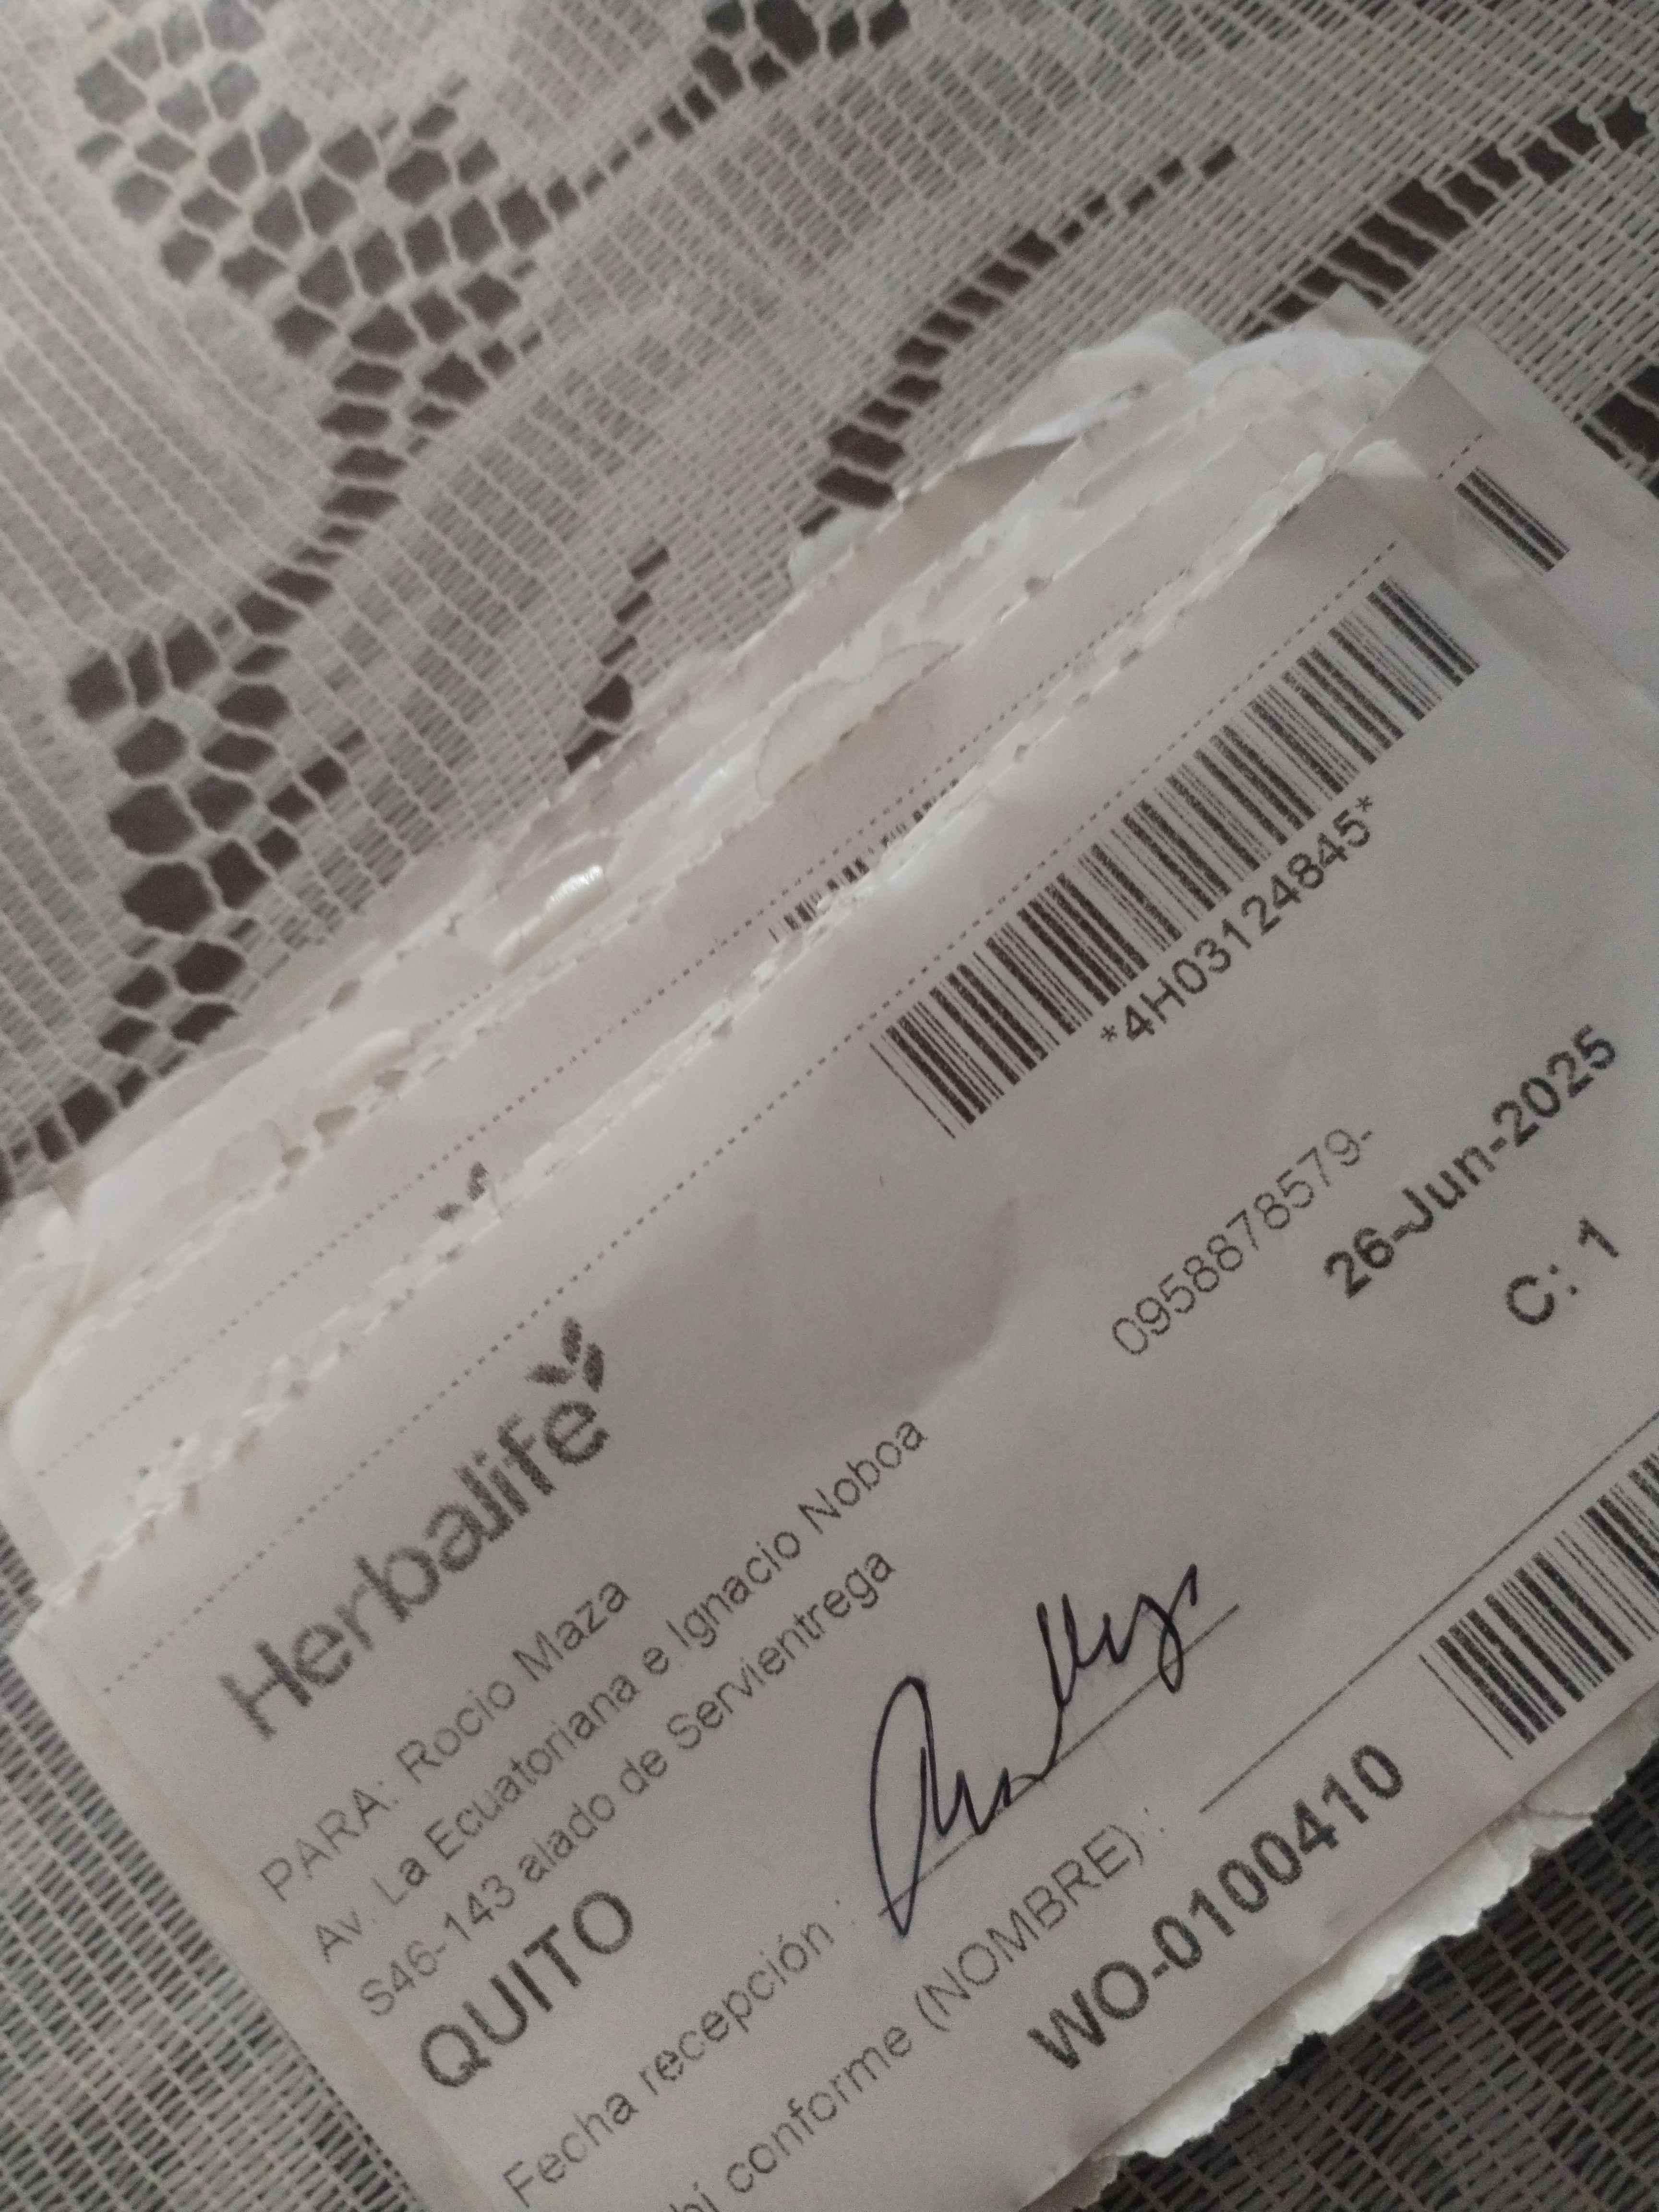 Herbalife
*4H03124845*
PARA: Rocio Maza
0958878579-
Av. La Ecuatoriana e Ignacio Noboa
S46-143 alado de Servientrega
26-Jun-2025
QUITO
C: 1
Fecha recepción :
conforme (NOMBRE) :
WO-0100410